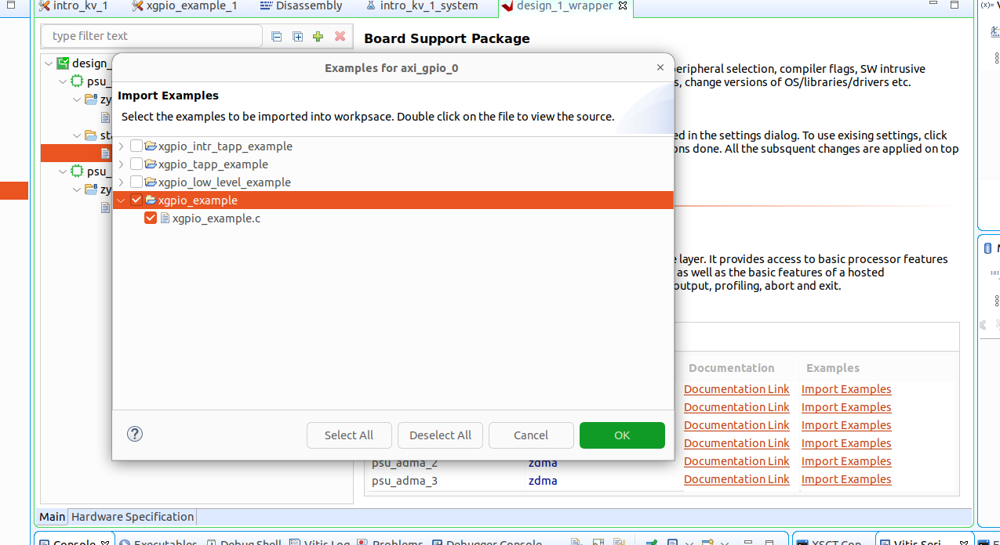 intro_kv_1
xgpio_example_1
Disassembly
intro_kv_1_system
design_1_wrapper
(x)=
type filter text
Board Support Package
design_
psu_
zy
sta
psu_
zy
eripheral selection, compiler flags, SW intrusive
s, change versions of OS/libraries/drivers etc.
ed in the settings dialog. To use exising settings, click
ons done. All the subsquent changes are applied on top
e layer. It provides access to basic processor features
as well as the basic features of a hosted
output, profiling, abort and exit.
Examples for axi_gpio_0
Import Examples
Select the examples to be imported into workpsace. Double click on the file to view the source.
xgpio_intr_tapp_example
xgpio_tapp_example
xgpio_low_level_example
xgpio_example
xgpio_example.c
Select All
Deselect All
Cancel
OK
Documentation Examples
Documentation Link Import Examples
Documentation Link Import Examples
Documentation Link Import Examples
Documentation Link Import Examples
psu_adma_2 zdma Documentation Link Import Examples
psu_adma_3 zdma Documentation Link Import Examples
Main
Hardware Specification
Console
Executables
Debug Shell
Vitis Log
Problems
Debugger Console
XSCT Con
Vitis Seri